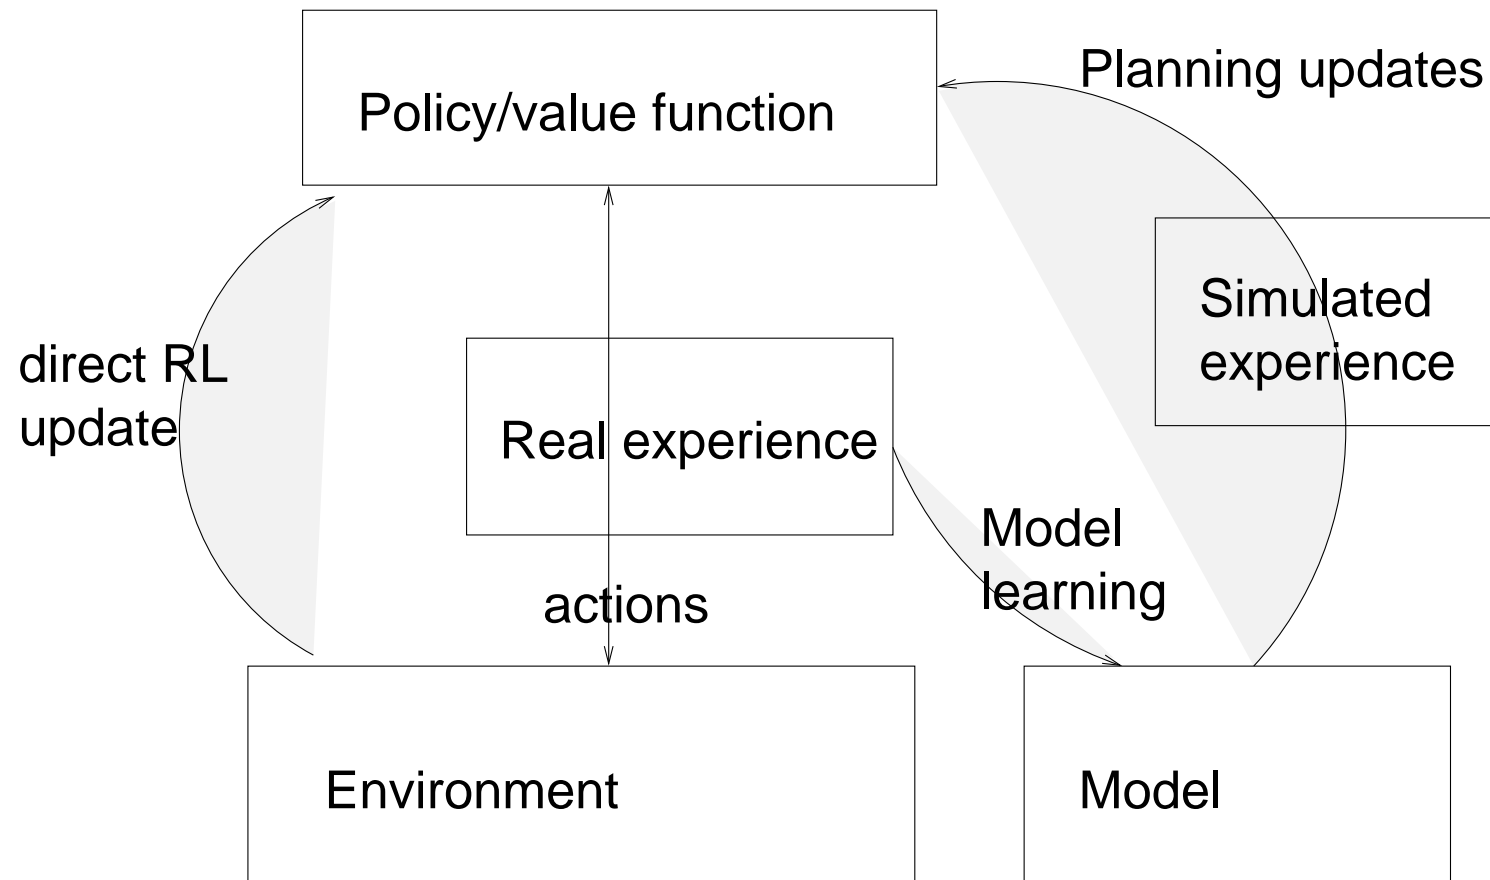 Planning updates
Policy/value function
Simulated
experience
direct RL
update
Real experience
Model
learning
actions
Environment
Model